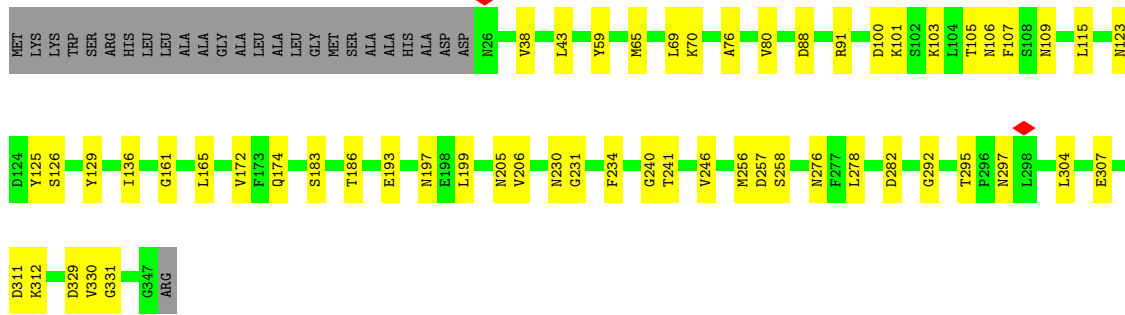 MET LYS LYS TRP SER ARG HIS LEU LEU ALA ALA GLY ALA LEU ALA LEU GLY MET SER ALA ALA HIS ALA ASP ASP N26 V38 L43 Y59 M65 L69 K70 A76 V80 D88 R91 D100 K101 S102 K103 L104 T105 N106 F107 S108 N109 L115 N123
D124 Y125 S126 Y129 I136 G161 L165 V172 F173 Q174 S183 T186 E193 N197 E198 L199 N205 V206 N230 G231 F234 G240 T241 V246 M256 D257 S258 N276 F277 L278 D282 G292 T295 P296 N297 L298 L304 E307
D311 K312 D329 V330 G331 G347 ARG